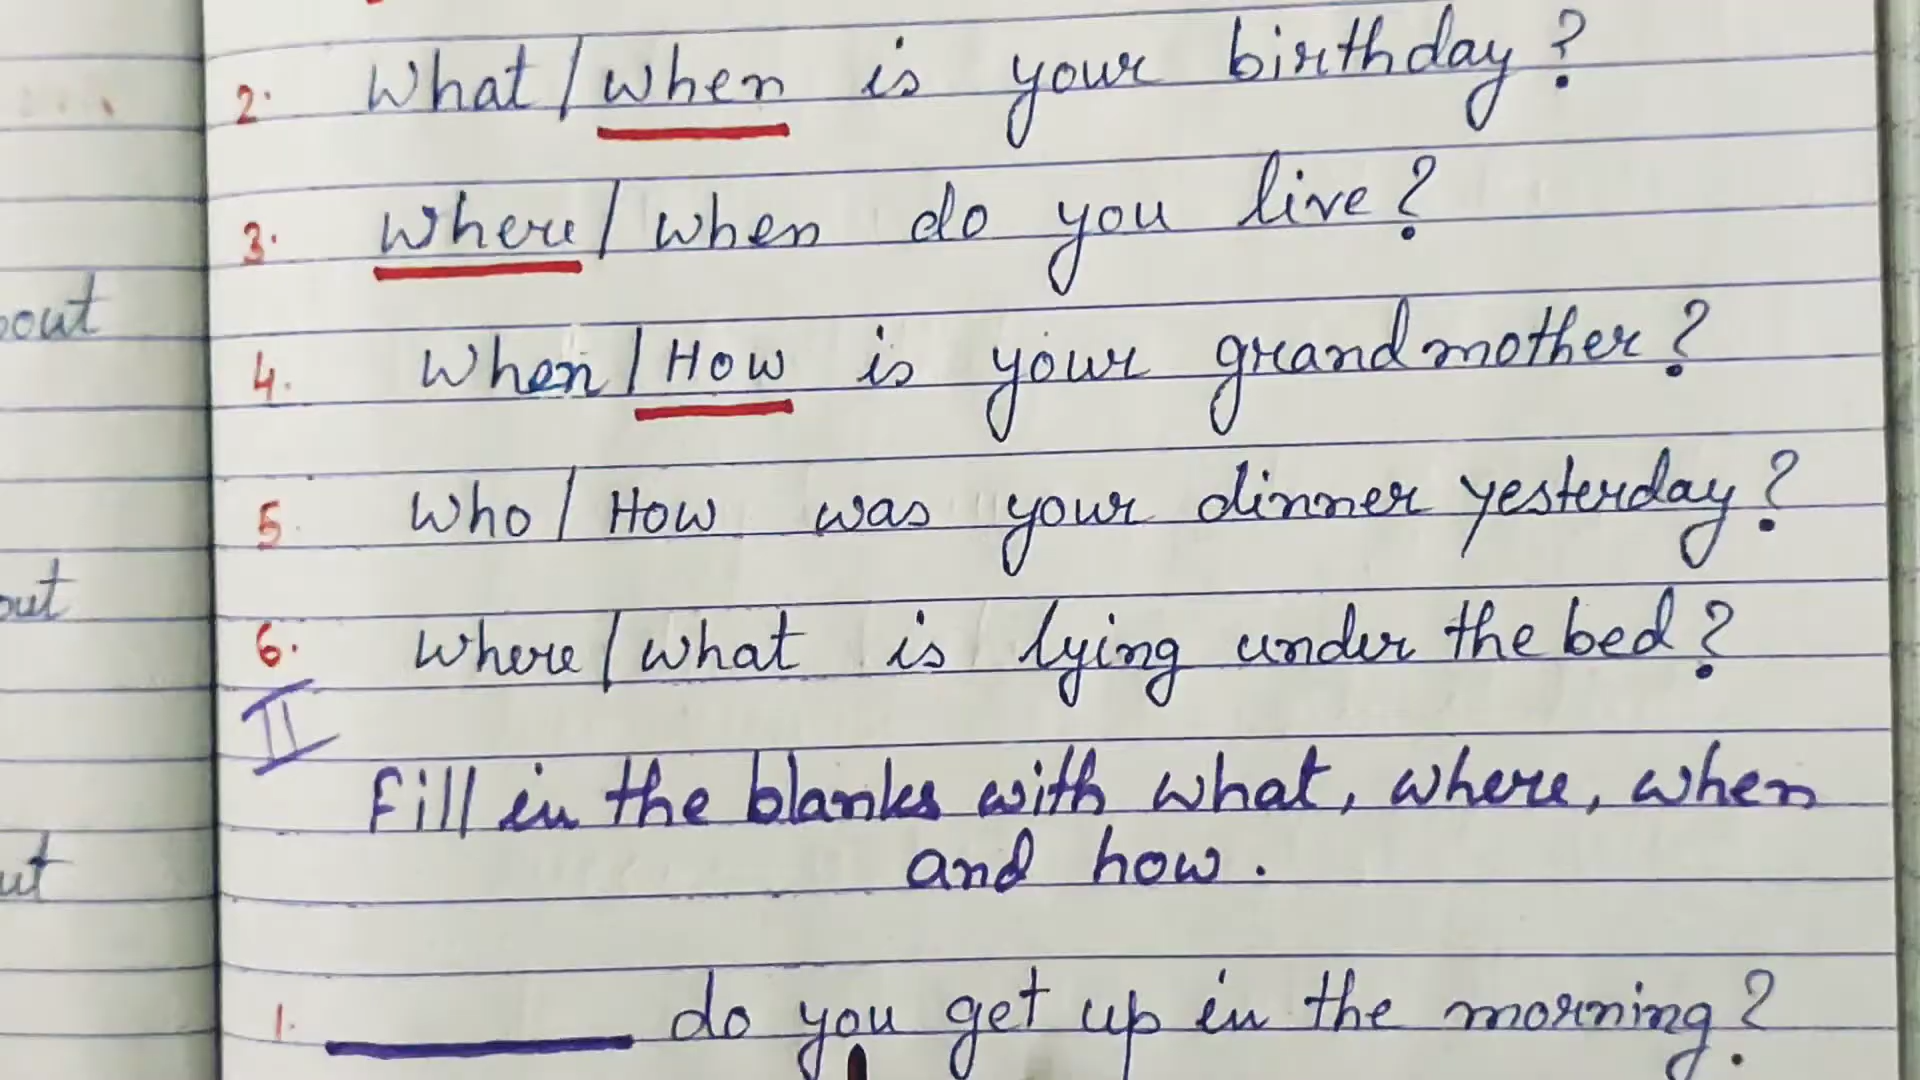 2. What / when is your birthday?
3. Where / when do you live?
4. When / How is your grandmother?
5. Who / How was your dinner yesterday?
6. Where / what is lying under the bed?
II
Fill in the blanks with what, where, when
and how.
1. ________ do you get up in the morning?
out